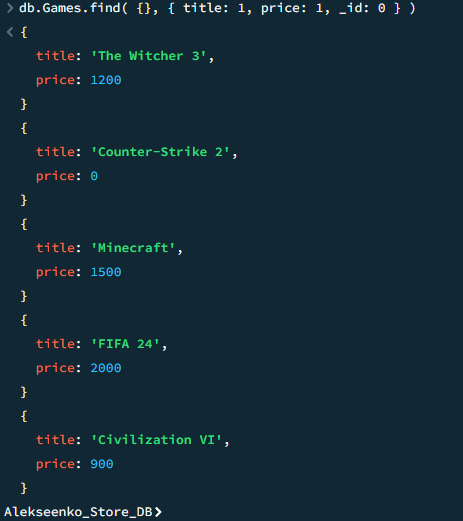 > db.Games.find( {}, { title: 1, price: 1, _id: 0 } )
< {
title: 'The Witcher 3',
price: 1200
}
{
title: 'Counter-Strike 2',
price: 0
}
{
title: 'Minecraft',
price: 1500
}
{
title: 'FIFA 24',
price: 2000
}
{
title: 'Civilization VI',
price: 900
}
Alekseenko_Store_DB>